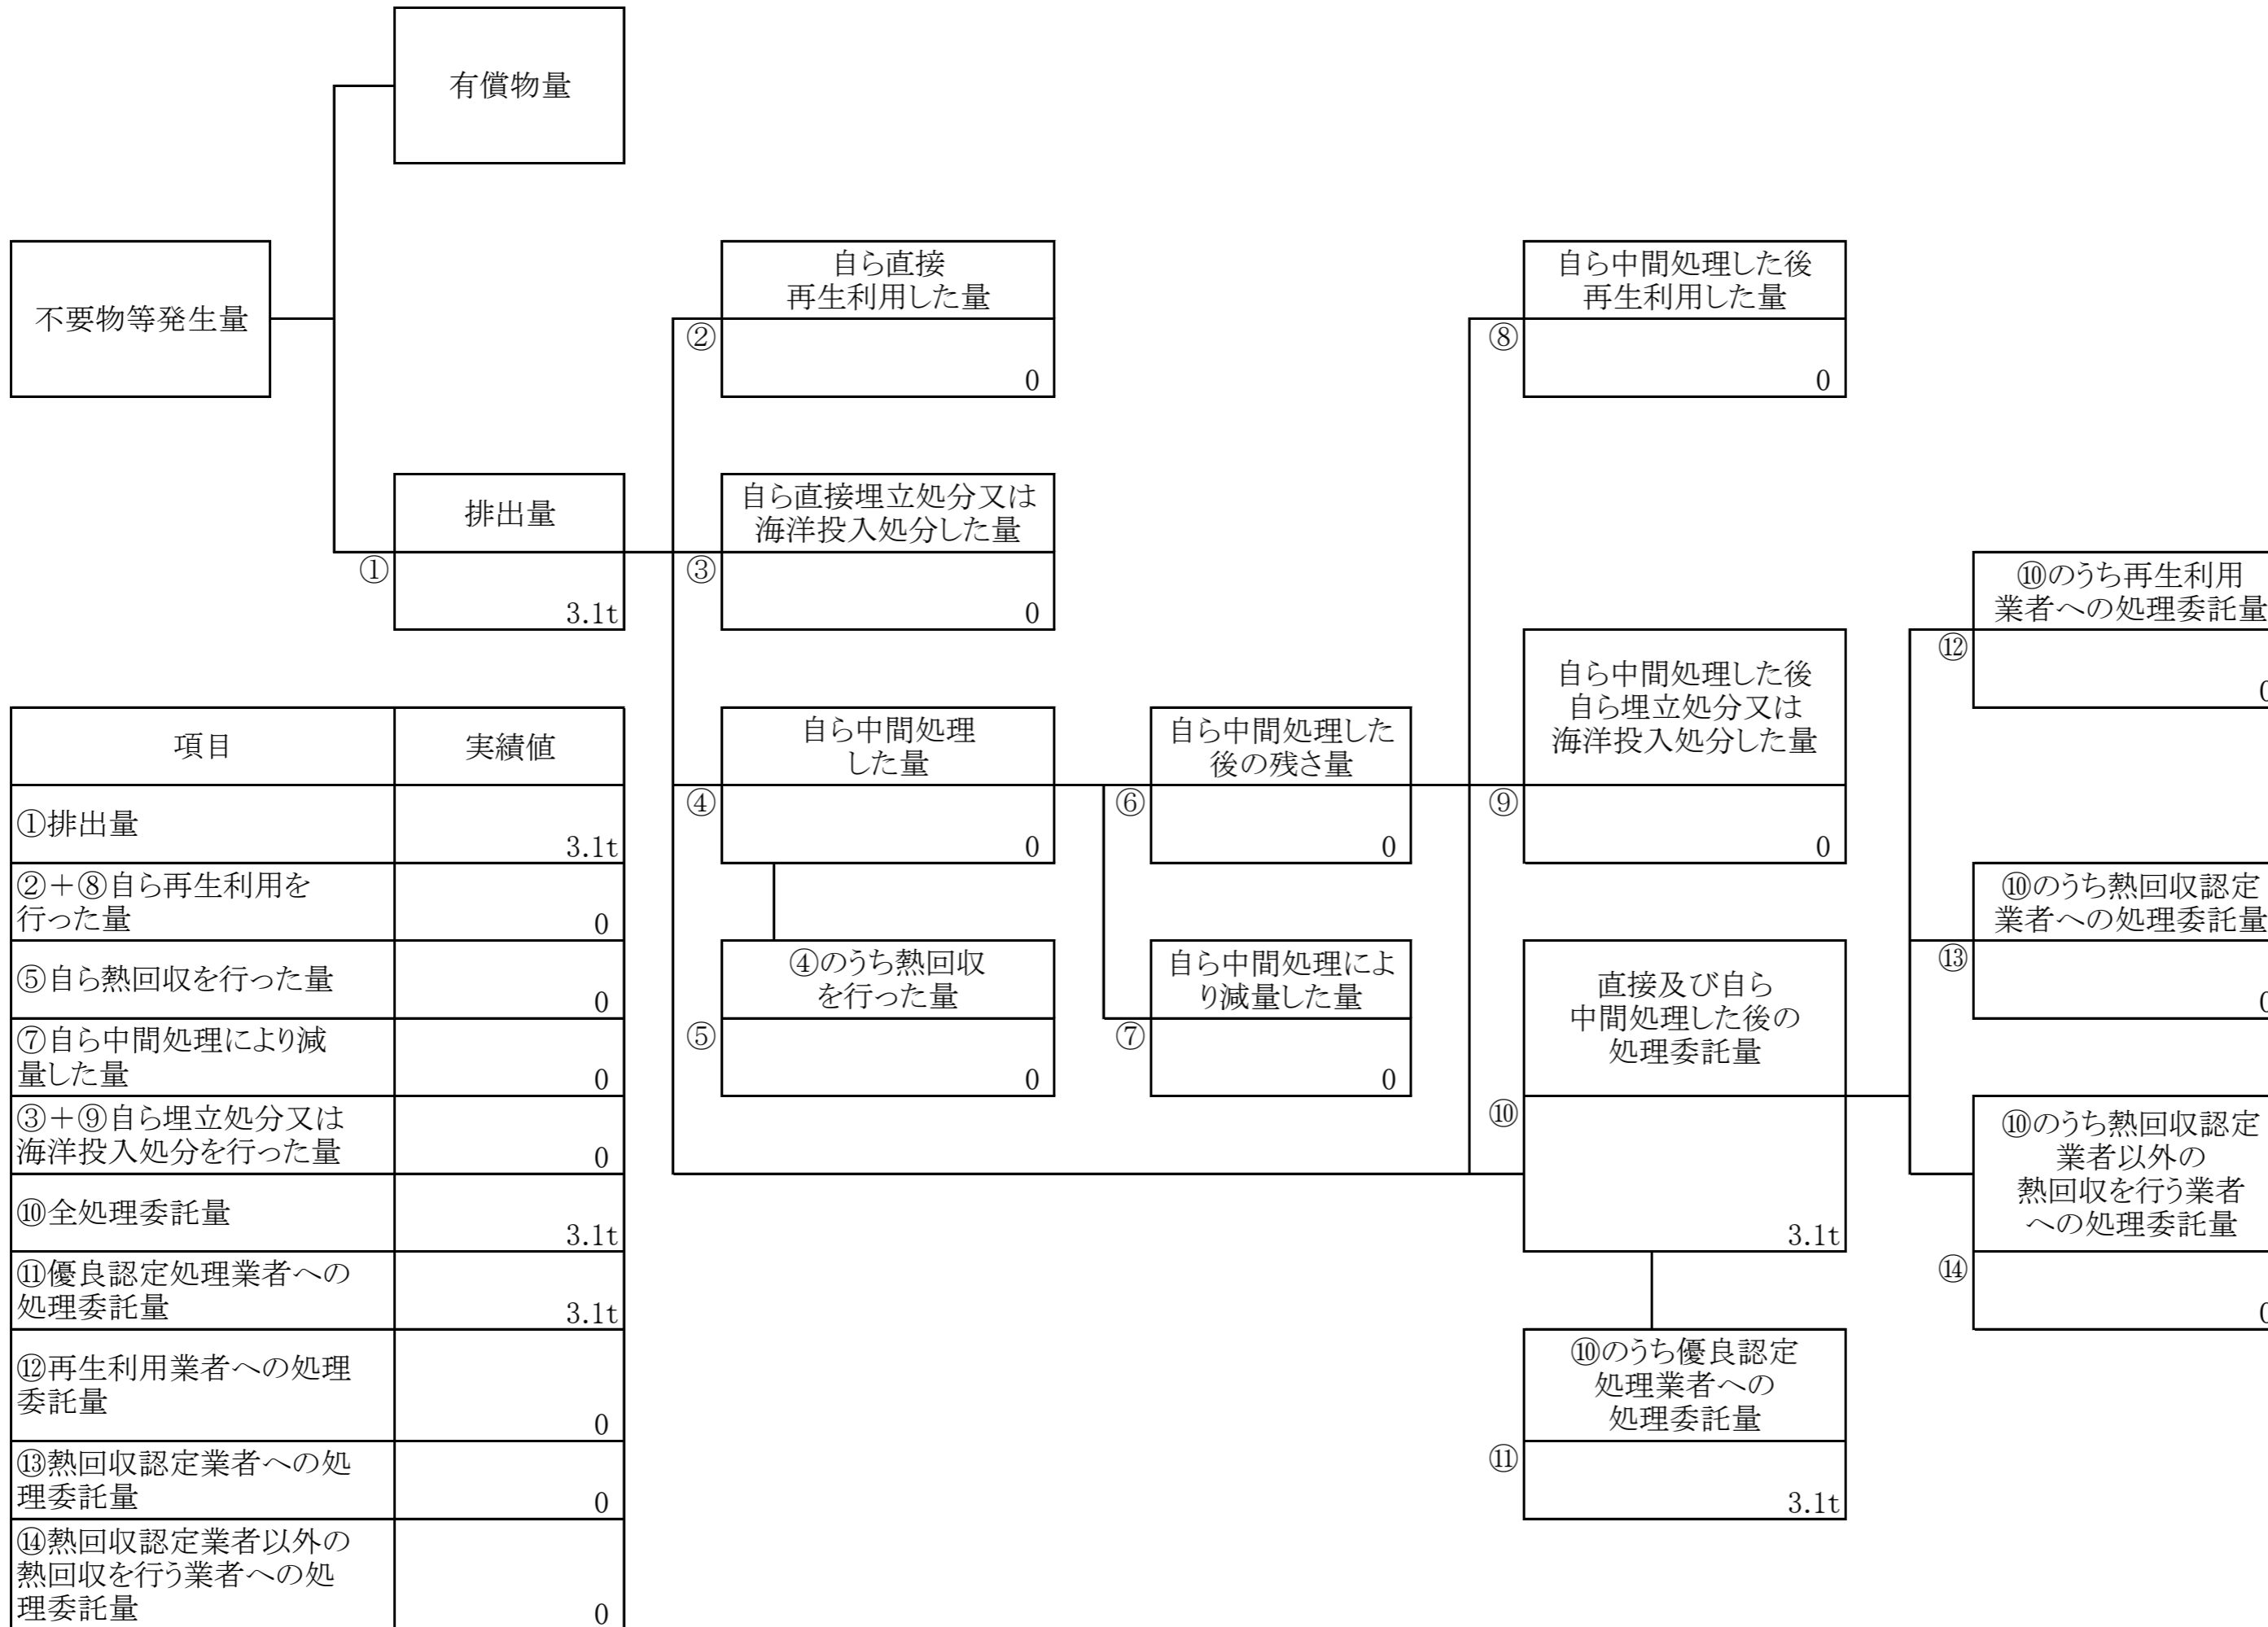 有償物量
不要物等発生量
自ら直接
再生利用した量
②
0
自ら中間処理した後
再生利用した量
⑧
0
排出量
①
3.1t
自ら直接埋立処分又は
海洋投入処分した量
③
0
⑩のうち再生利用
業者への処理委託量
⑫
0
自ら中間処理した後
自ら埋立処分又は
海洋投入処分した量
⑨
0
自ら中間処理
した量
④
0
自ら中間処理した
後の残さ量
⑥
0
⑩のうち熱回収認定
業者への処理委託量
⑬
0
④のうち熱回収
を行った量
⑤
0
自ら中間処理によ
り減量した量
⑦
0
直接及び自ら
中間処理した後の
処理委託量
⑩
3.1t
⑩のうち熱回収認定
業者以外の
熱回収を行う業者
への処理委託量
⑭
0
⑩のうち優良認定
処理業者への
処理委託量
⑪
3.1t
項目 実績値
①排出量
3.1t
②＋⑧自ら再生利用を
行った量 0
⑤自ら熱回収を行った量
0
⑦自ら中間処理により減
量した量 0
③＋⑨自ら埋立処分又は
海洋投入処分を行った量 0
⑩全処理委託量
3.1t
⑪優良認定処理業者への
処理委託量 3.1t
⑫再生利用業者への処理
委託量
0
⑬熱回収認定業者への処
理委託量 0
⑭熱回収認定業者以外の
熱回収を行う業者への処
理委託量 0